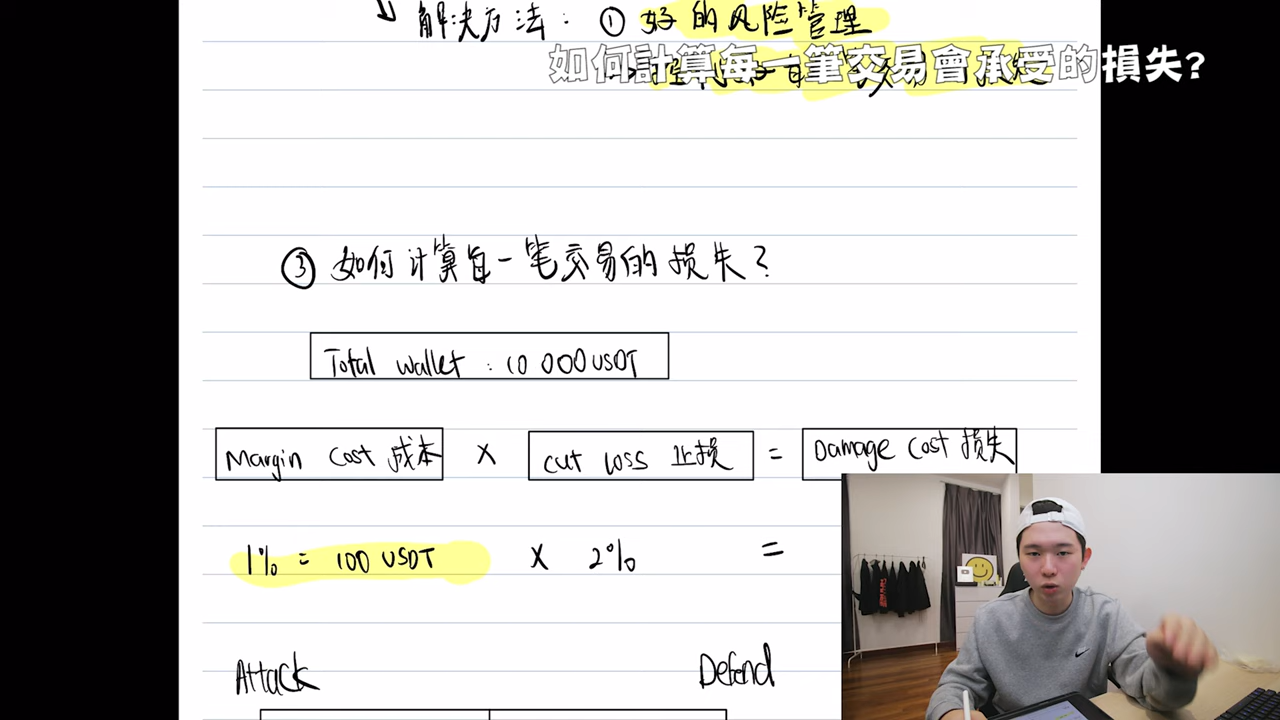 解决方法： ① 好的风险管理
如何計算每一筆交易會承受的損失?
③ 如何计算每一笔交易的损失？
Total wallet : 10 000 USDT
Margin Cost 成本 x cut loss 止损 = Damage Cost 损失
1% = 100 USDT x 2% =
Attack Defend